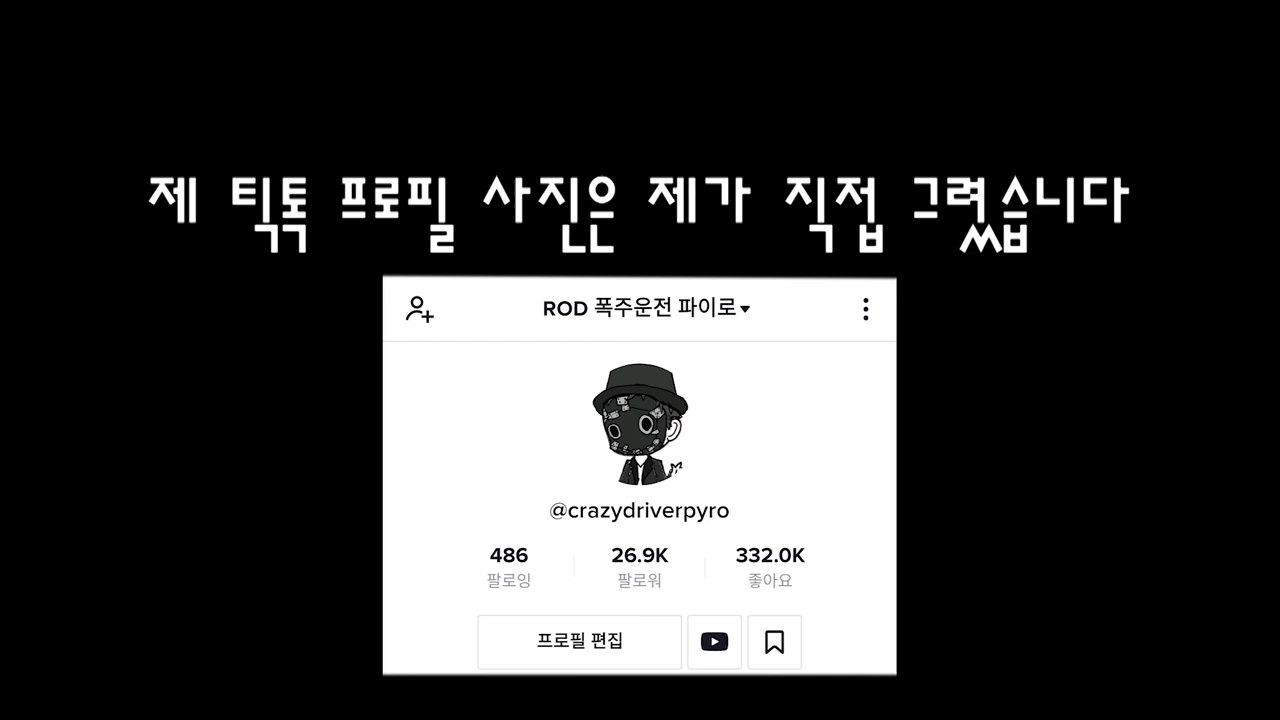 제 틱톡 프로필 사진은 제가 직접 그렸습니다
ROD 폭주운전 파이로
@crazydriverpyro
486 26.9K 332.0K
팔로잉 팔로워 좋아요
프로필 편집